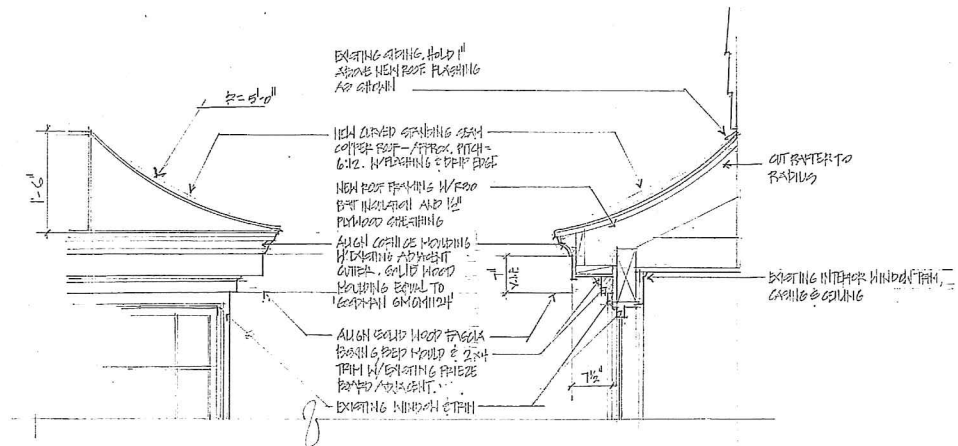 EXISTING SIDING. HOLD 1"
ABOVE NEW ROOF FLASHING
AS SHOWN
R=5'-0"
NEW CURVED STANDING SEAM
COPPER ROOF - APPROX. PITCH =
6:12. W/FLASHING & DRIP EDGE
1'-6"
CUT RAFTER TO
RADIUS
NEW ROOF FRAMING W/R30
BATT INSULATION AND 1/2"
PLYWOOD SHEATHING
ALIGN CORNICE MOULDING
W/EXISTING ADJACENT
GUTTER. SOLID WOOD
MOULDING EQUAL TO
7"
V.I.F.
EXISTING INTERIOR WINDOW TRIM,
CASING & CEILING
ALIGN SOLID WOOD FASCIA
BED MOULD & 2x4
TRIM W/EXISTING FRIEZE
BOARD ADJACENT.
7 1/2"
EXISTING WINDOW & TRIM
8